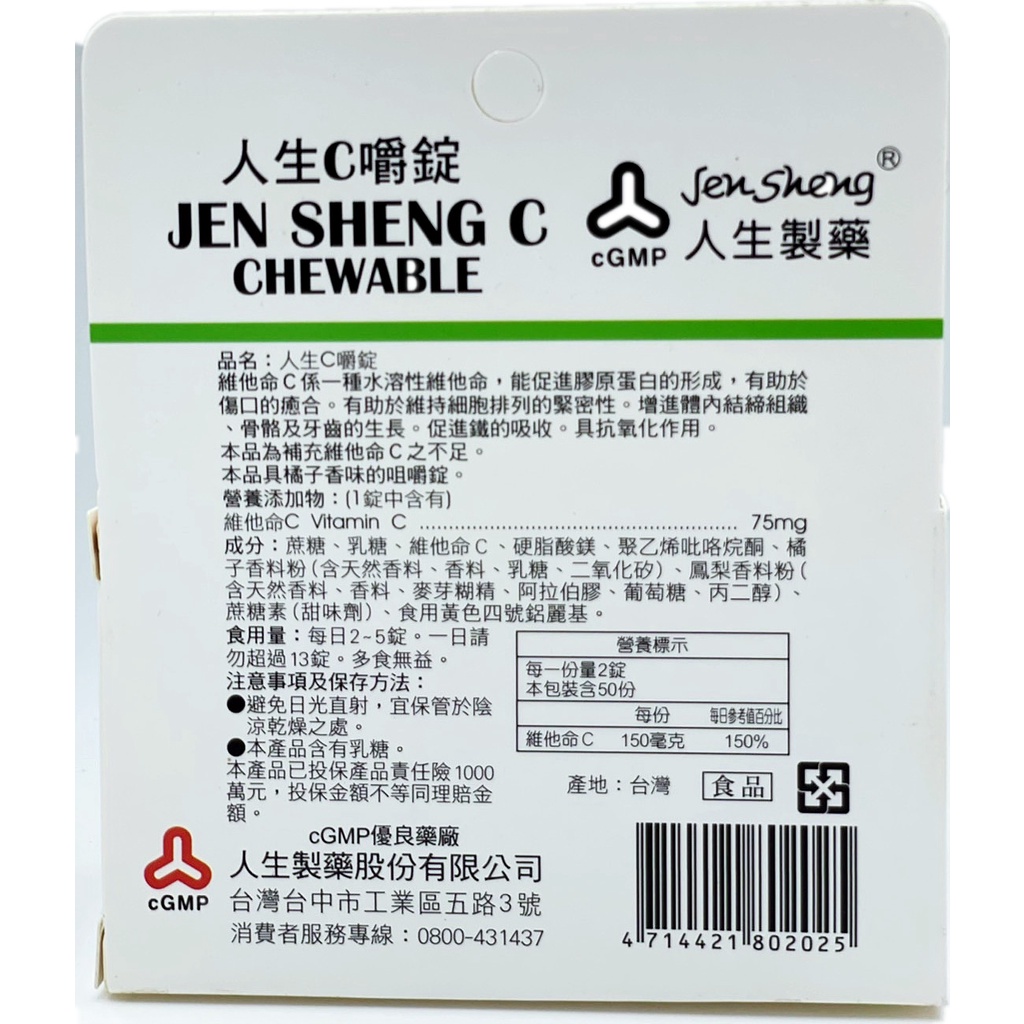 人生C嚼錠
JEN SHENG C
CHEWABLE
cGMP
Jen Sheng®
人生製藥
品名：人生C嚼錠
維他命C係一種水溶性維他命，能促進膠原蛋白的形成，有助於
傷口的癒合。有助於維持細胞排列的緊密性。增進體內結締組織
、骨骼及牙齒的生長。促進鐵的吸收。具抗氧化作用。
本品為補充維他命C之不足。
本品具橘子香味的咀嚼錠。
營養添加物：(1錠中含有)
維他命C Vitamin C ...................................................... 75mg
成分：蔗糖、乳糖、維他命C、硬脂酸鎂、聚乙烯吡咯烷酮、橘
子香料粉（含天然香料、香料、乳糖、二氧化矽）、鳳梨香料粉（
含天然香料、香料、麥芽糊精、阿拉伯膠、葡萄糖、丙二醇）、
蔗糖素（甜味劑）、食用黃色四號鋁麗基。
食用量：每日2~5錠。一日請
勿超過13錠。多食無益。
注意事項及保存方法：
●避免日光直射，宜保管於陰
涼乾燥之處。
●本產品含有乳糖。
本產品已投保產品責任險1000
萬元，投保金額不等同理賠金
額。
營養標示
每一份量2錠
本包裝含50份
每份 每日參考值百分比
維他命C 150毫克 150%
產地：台灣 食品
cGMP
cGMP優良藥廠
人生製藥股份有限公司
台灣台中市工業區五路3號
消費者服務專線：0800-431437
4 714421 802025